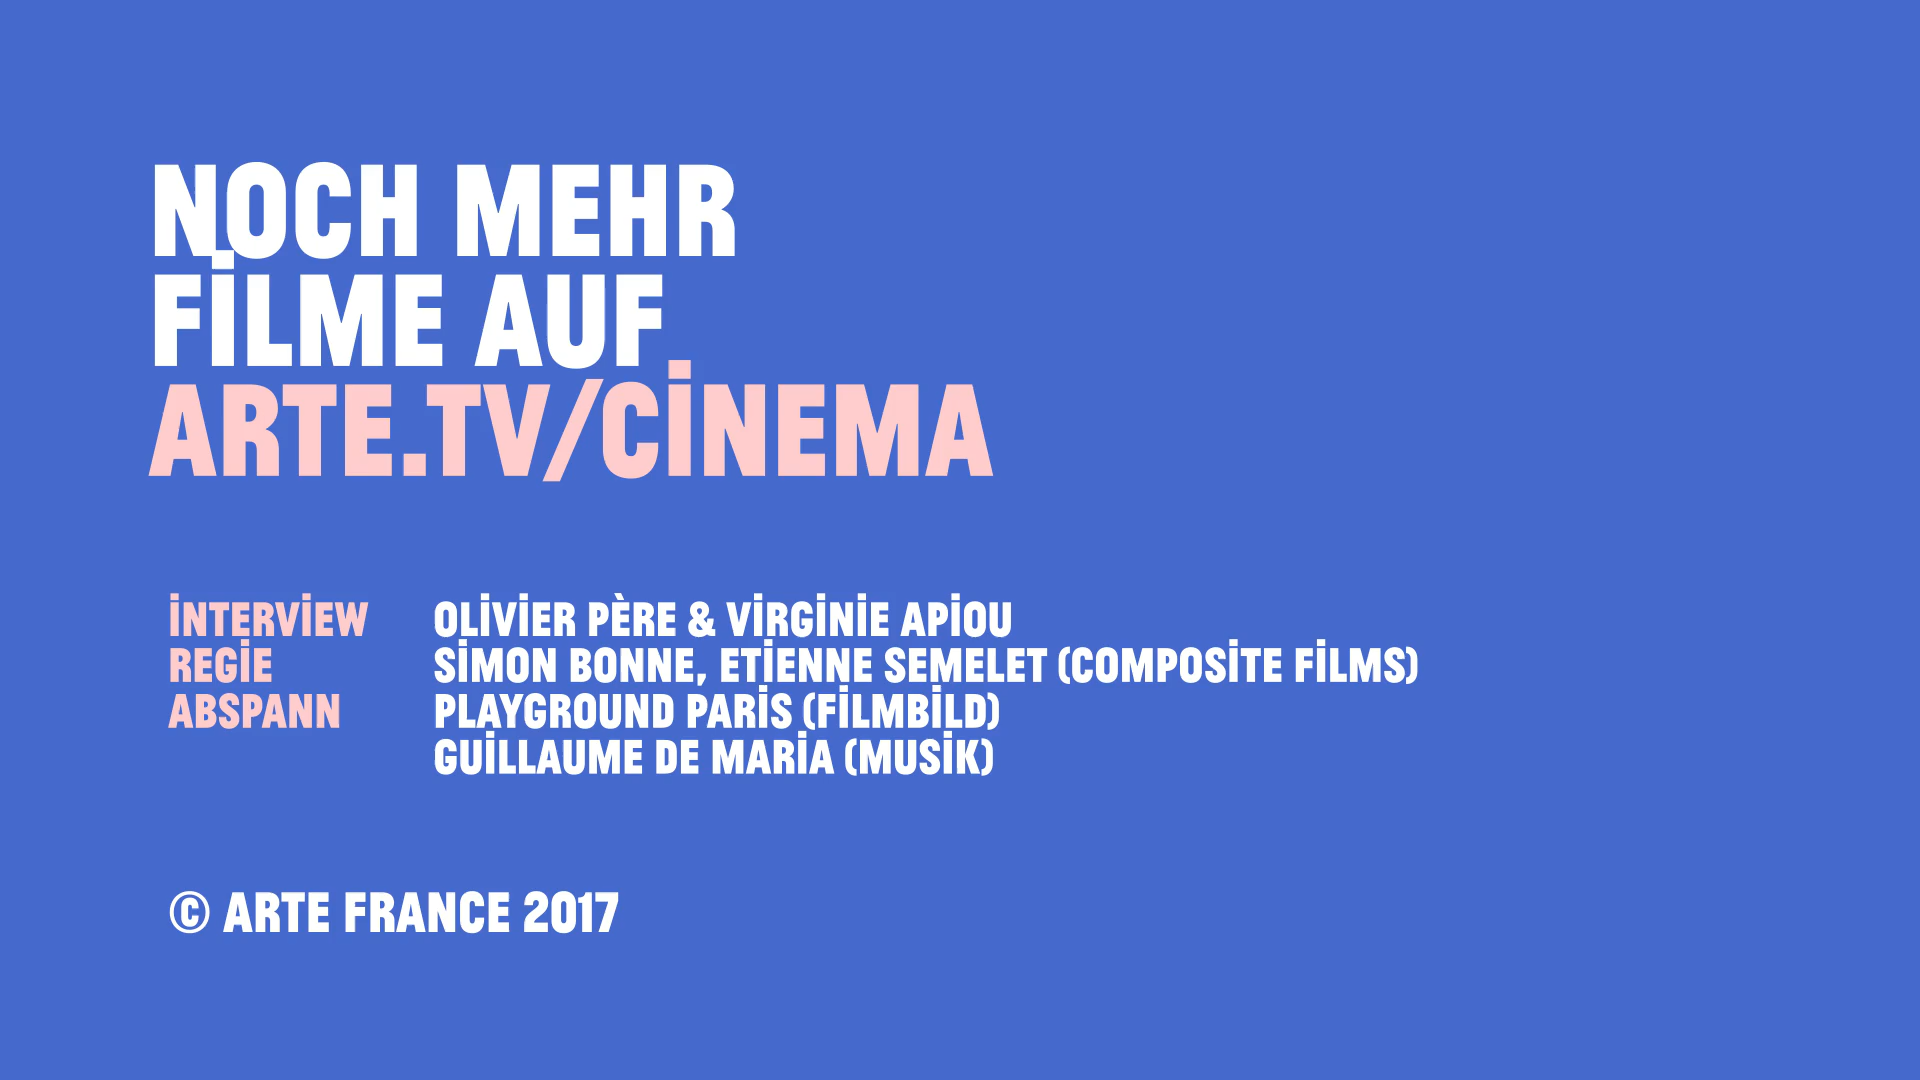 NOCH MEHR
FİLME AUF
ARTE.TV/CİNEMA
İNTERVİEW OLİVİER PÈRE & VİRGİNİE APİOU
REGİE SİMON BONNE, ETİENNE SEMELET (COMPOSİTE FİLMS)
ABSPANN PLAYGROUND PARİS (FİLMBİLD)
GUİLLAUME DE MARİA (MUSİK)
© ARTE FRANCE 2017